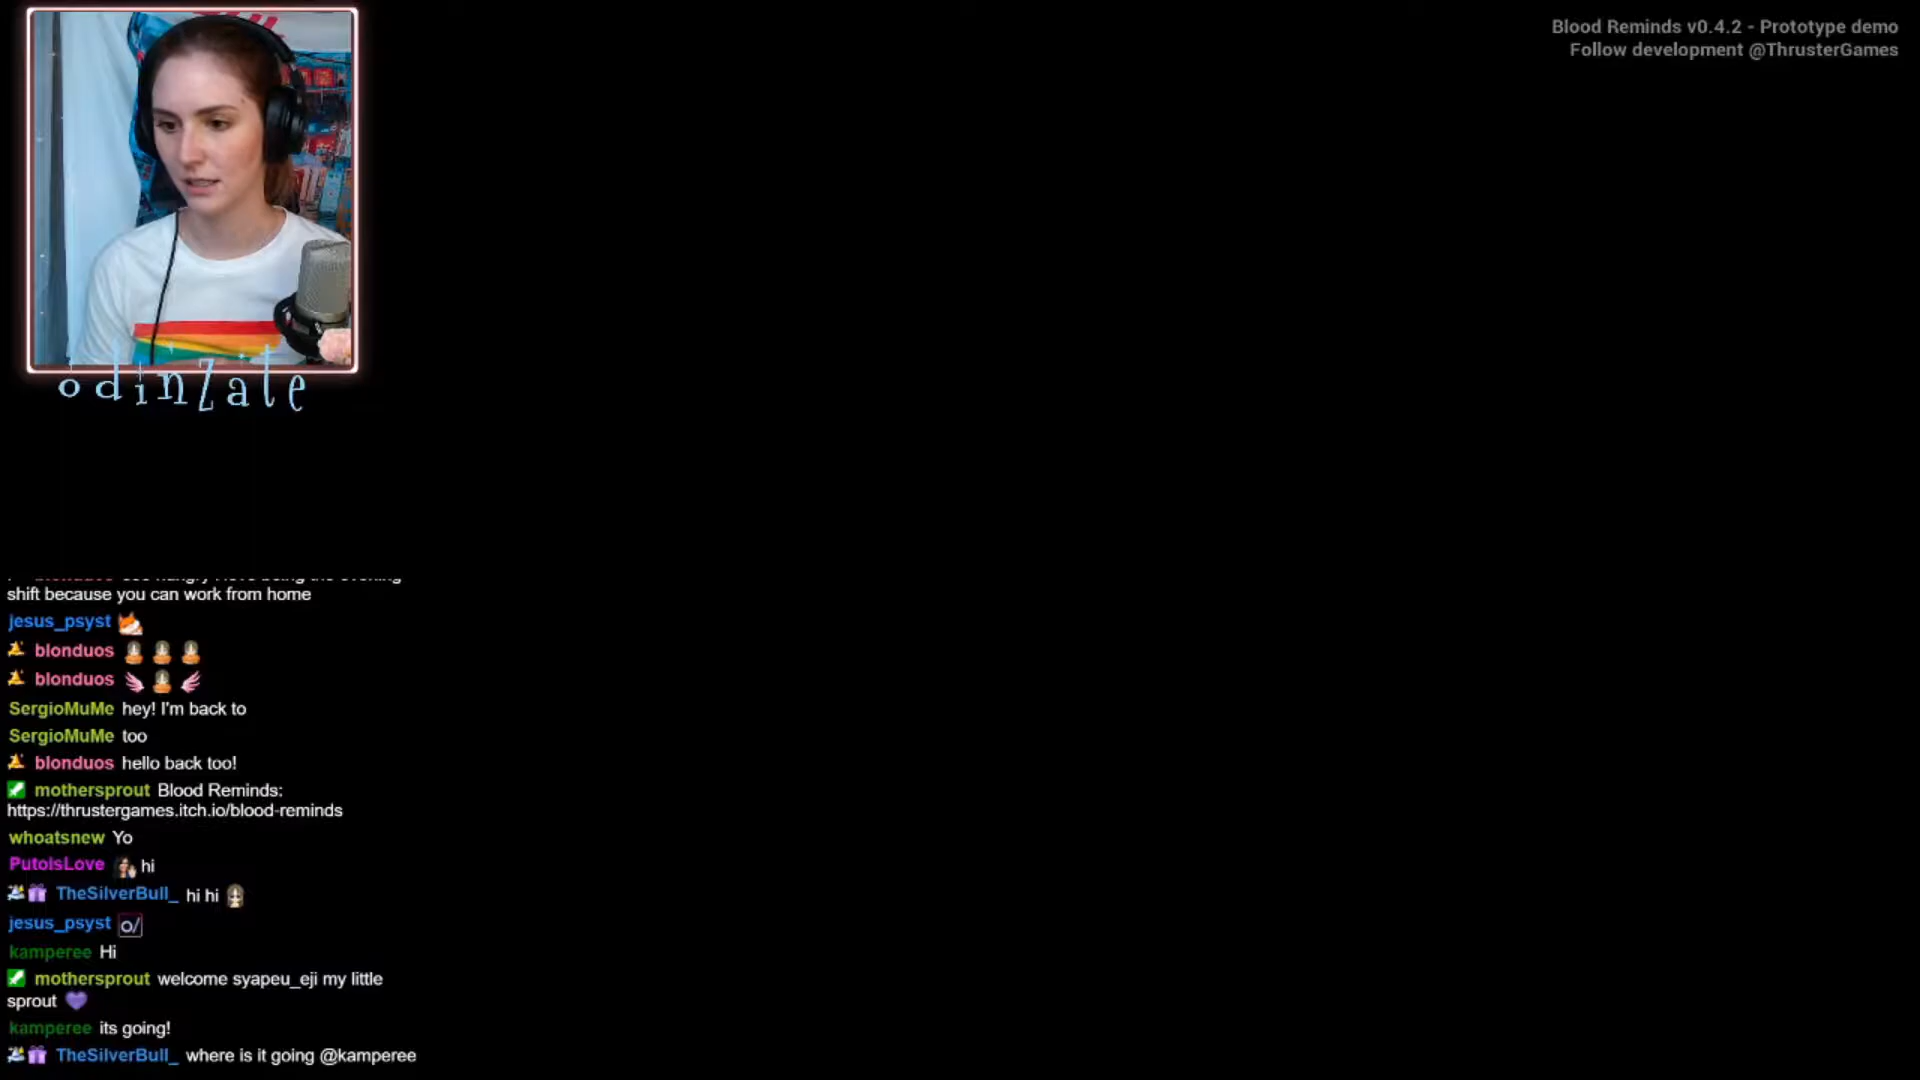 Blood Reminds v0.4.2 - Prototype demo
Follow development @ThrusterGames
odinzate
shift because you can work from home
jesus_psyst
blonduos
blonduos
SergioMuMe hey! I'm back to
SergioMuMe too
blonduos hello back too!
mothersprout Blood Reminds:
https://thrustergames.itch.io/blood-reminds
whoatsnew Yo
PutoIsLove hi
TheSilverBull_ hi hi
jesus_psyst o/
kamperee Hi
mothersprout welcome syapeu_eji my little
sprout
kamperee its going!
TheSilverBull_ where is it going @kamperee